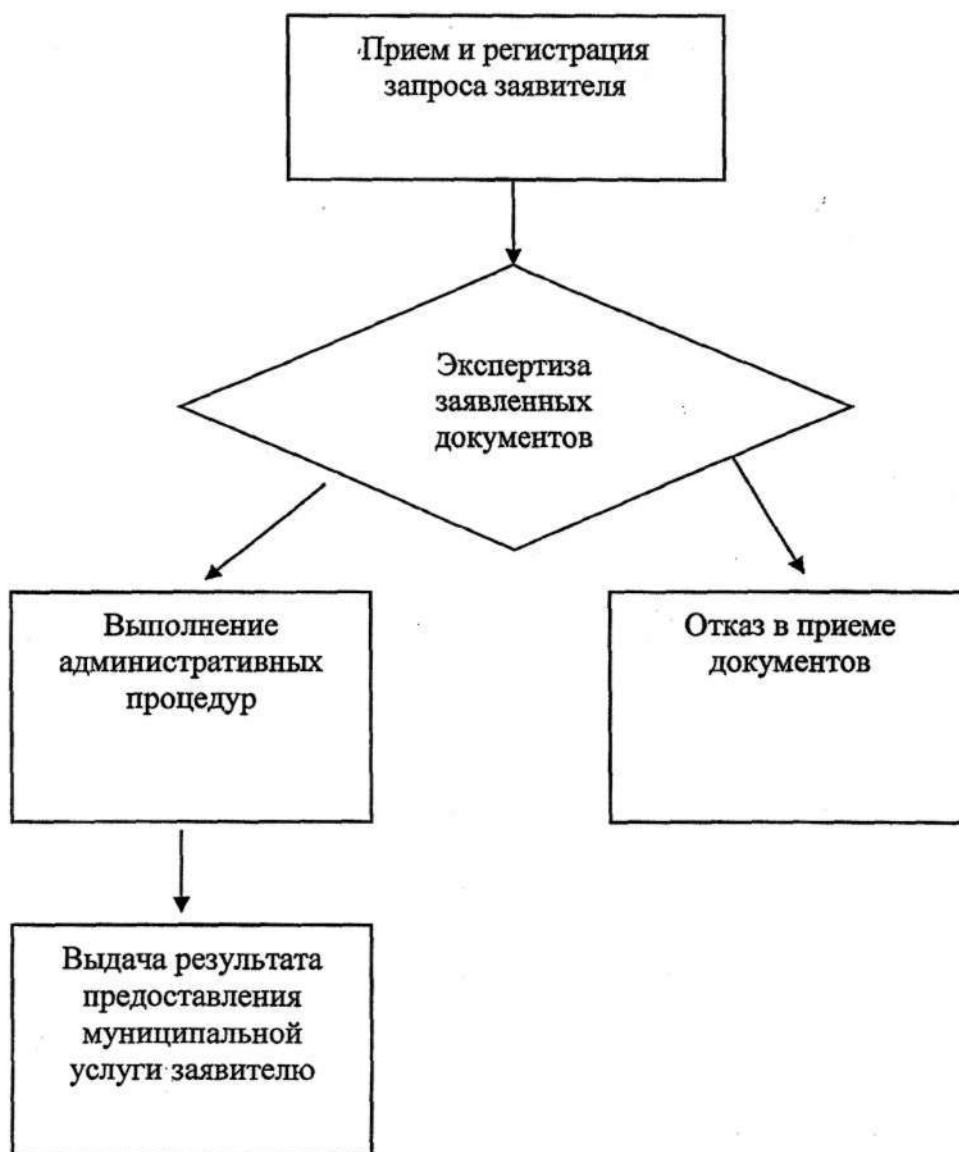 Прием и регистрация
запроса заявителя
Экспертиза
заявленных
документов
Выполнение
административных
процедур
Отказ в приеме
документов
Выдача результата
предоставления
муниципальной
услуги заявителю